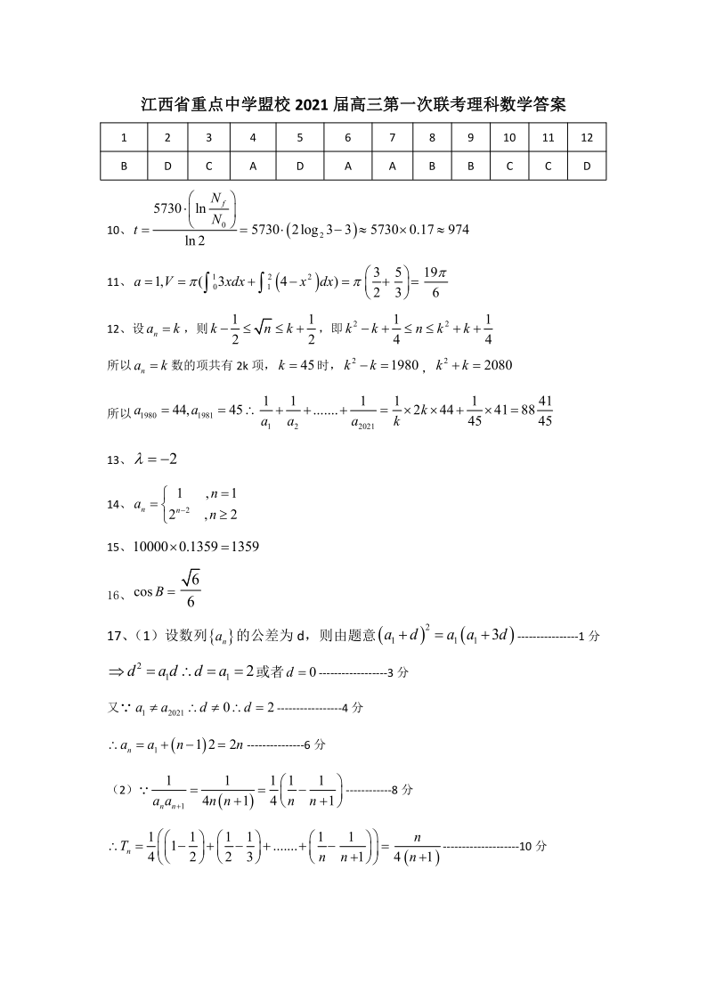 江西省重点中学盟校 2021 届高三第一次联考理科数学答案
1 2 3 4 5 6 7 8 9 10 11 12
B D C A D A A B B C C D
10、$t = \frac{5730 \cdot \left( \ln \frac{N_f}{N_0} \right)}{\ln 2} = 5730 \cdot \left( 2\log_2 3 - 3 \right) \approx 5730 \times 0.17 \approx 974$
11、$a = 1, V = \pi ( \int_0^1 3xdx + \int_1^2 \left( 4 - x^2 \right) dx) = \pi \left( \frac{3}{2} + \frac{5}{3} \right) = \frac{19\pi}{6}$
12、设 $a_n = k$ ，则 $k - \frac{1}{2} \leq \sqrt{n} \leq k + \frac{1}{2}$ ，即 $k^2 - k + \frac{1}{4} \leq n \leq k^2 + k + \frac{1}{4}$
所以 $a_n = k$ 数的项共有 2k 项，$k = 45$ 时，$k^2 - k = 1980$ ，$k^2 + k = 2080$
所以 $a_{1980} = 44, a_{1981} = 45 \therefore \frac{1}{a_1} + \frac{1}{a_2} + ....... + \frac{1}{a_{2021}} = \frac{1}{k} \times 2k \times 44 + \frac{1}{45} \times 41 = 88\frac{41}{45}$
13、$\lambda = -2$
14、$a_n = \begin{cases} 1 & , n = 1 \\ 2^{n-2} & , n \geq 2 \end{cases}$
15、$10000 \times 0.1359 = 1359$
16、$\cos B = \frac{\sqrt{6}}{6}$
17、（1）设数列 $\{a_n\}$ 的公差为 d，则由题意 $\left( a_1 + d \right)^2 = a_1 \left( a_1 + 3d \right)$ ----------------1 分
$\Rightarrow d^2 = a_1 d \therefore d = a_1 = 2$ 或者 $d = 0$ ------------------3 分
又∵ $a_1 \neq a_{2021} \therefore d \neq 0 \therefore d = 2$ -----------------4 分
$\therefore a_n = a_1 + \left( n - 1 \right) 2 = 2n$ ---------------6 分
（2）∵ $\frac{1}{a_n a_{n+1}} = \frac{1}{4n\left( n + 1 \right)} = \frac{1}{4} \left( \frac{1}{n} - \frac{1}{n+1} \right)$ ------------8 分
$\therefore T_n = \frac{1}{4} \left( \left( 1 - \frac{1}{2} \right) + \left( \frac{1}{2} - \frac{1}{3} \right) + ....... + \left( \frac{1}{n} - \frac{1}{n+1} \right) \right) = \frac{n}{4\left( n+1 \right)}$ --------------------10 分